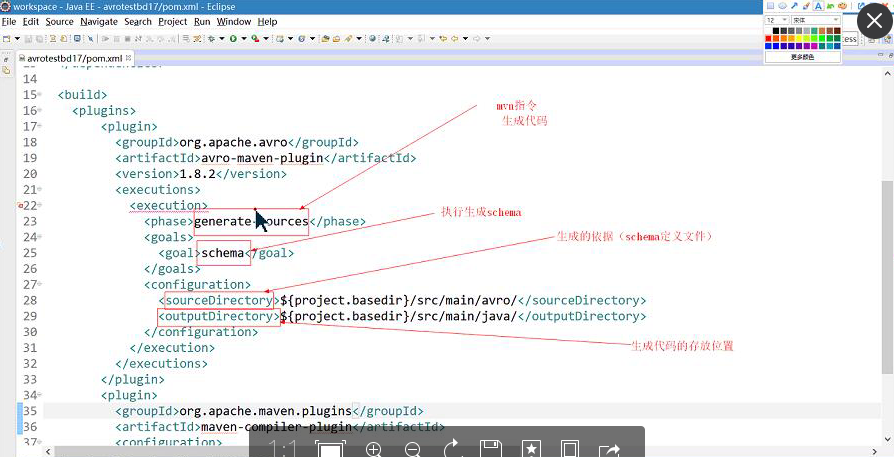 workspace - Java EE - avrotestbd17/pom.xml - Eclipse
File Edit Source Navigate Search Project Run Window Help
12 宋体
更多颜色
avrotestbd17/pom.xml
14
15 <build>
16 <plugins>
17 <plugin>
18 <groupId>org.apache.avro</groupId>
19 <artifactId>avro-maven-plugin</artifactId>
20 <version>1.8.2</version>
21 <executions>
22 <execution>
23 <phase>generate-sources</phase>
24 <goals>
25 <goal>schema</goal>
26 </goals>
27 <configuration>
28 <sourceDirectory>${project.basedir}/src/main/avro/</sourceDirectory>
29 <outputDirectory>${project.basedir}/src/main/java/</outputDirectory>
30 </configuration>
31 </execution>
32 </executions>
33 </plugin>
34 <plugin>
35 <groupId>org.apache.maven.plugins</groupId>
36 <artifactId>maven-compiler-plugin</artifactId>
37 <configuration>
mvn指令
生成代码
执行生成schema
生成的依据（schema定义文件）
生成代码的存放位置
1:1